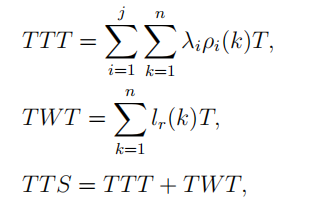 TTT = \sum_{i=1}^{j} \sum_{k=1}^{n} \lambda_i \rho_i(k)T,
TWT = \sum_{k=1}^{n} l_r(k)T,
TTS = TTT + TWT,